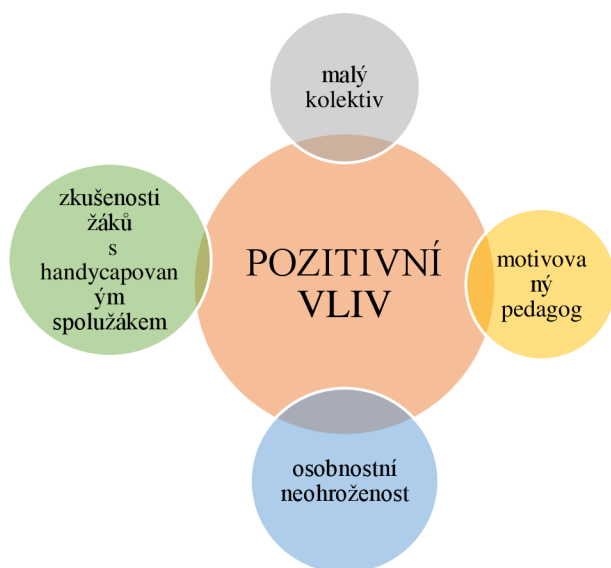 malý
kolektiv
zkušenosti
žáků
s
handycapovan
ým
spolužákem
POZITIVNÍ
VLIV
motivova
ný
pedagog
osobnostní
neohroženost